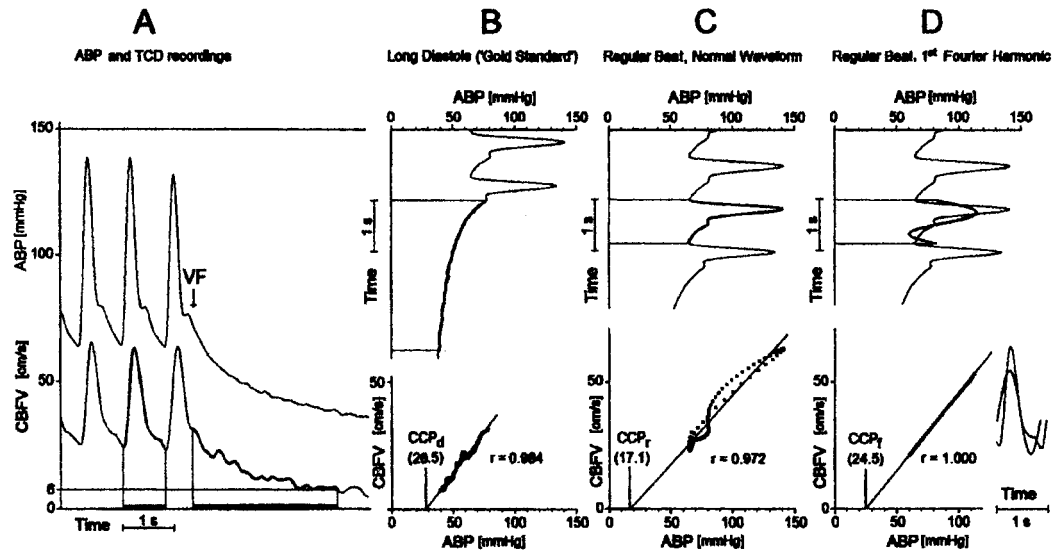 A
ABP and TCD recordings
150
100
50
6
0
ABP [mmHg]
CBFV [cm/s]
VF
Time
1 s
B
Long Diastole ("Gold Standard")
ABP [mmHg]
0 50 100 150
1 s
Time
50
0
CBFV [cm/s]
CCPd
(28.5)
r = 0.984
0 50 100 150
ABP [mmHg]
C
Regular Beat, Normal Waveform
ABP [mmHg]
0 50 100 150
1 s
Time
50
0
CBFV [cm/s]
CCPr
(17.1)
r = 0.972
0 50 100 150
ABP [mmHg]
D
Regular Beat, 1st Fourier Harmonic
ABP [mmHg]
0 50 100 150
1 s
Time
50
0
CBFV [cm/s]
CCPf
(24.5)
r = 1.000
0 50 100
ABP [mmHg]
Time
1 s